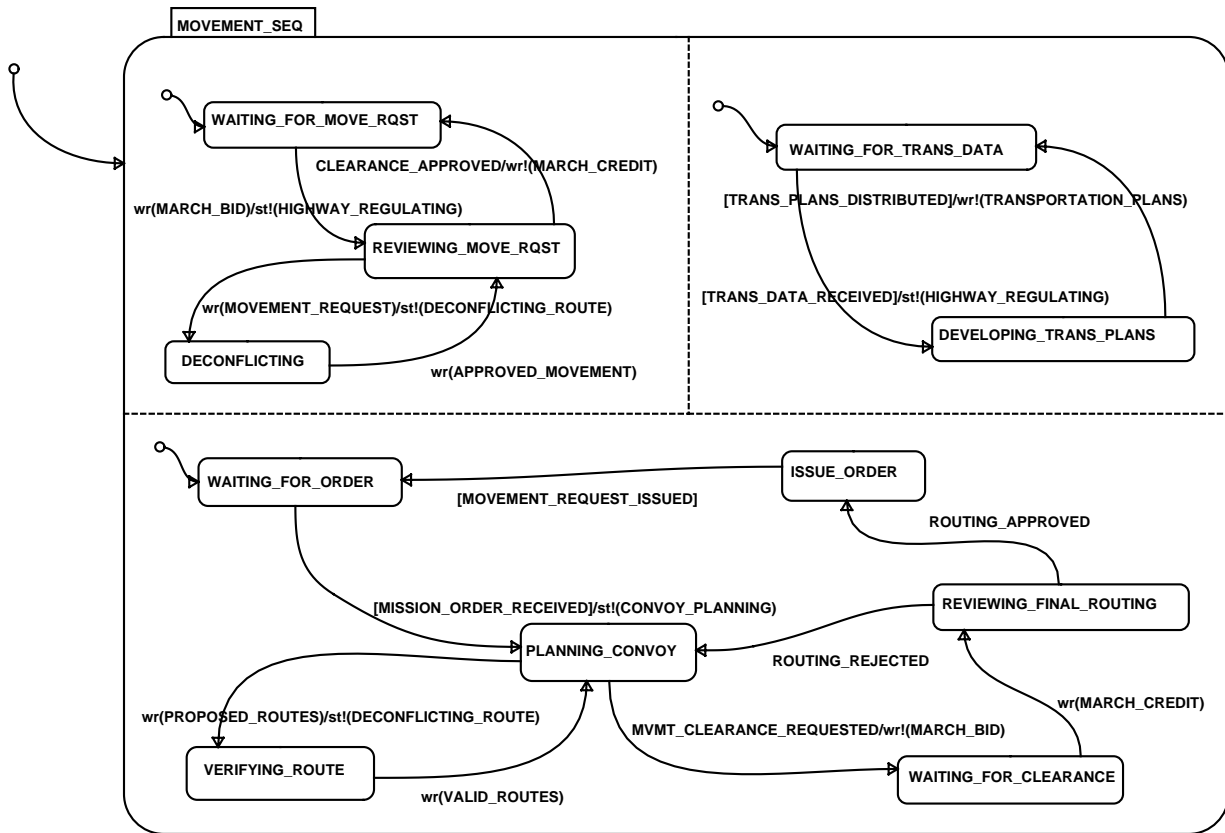 MOVEMENT_SEQ
WAITING_FOR_MOVE_RQST
CLEARANCE_APPROVED/wr!(MARCH_CREDIT)
wr(MARCH_BID)/st!(HIGHWAY_REGULATING)
REVIEWING_MOVE_RQST
wr(MOVEMENT_REQUEST)/st!(DECONFLICTING_ROUTE)
DECONFLICTING
wr(APPROVED_MOVEMENT)
WAITING_FOR_TRANS_DATA
[TRANS_PLANS_DISTRIBUTED]/wr!(TRANSPORTATION_PLANS)
[TRANS_DATA_RECEIVED]/st!(HIGHWAY_REGULATING)
DEVELOPING_TRANS_PLANS
WAITING_FOR_ORDER
ISSUE_ORDER
[MOVEMENT_REQUEST_ISSUED]
ROUTING_APPROVED
[MISSION_ORDER_RECEIVED]/st!(CONVOY_PLANNING)
REVIEWING_FINAL_ROUTING
PLANNING_CONVOY
ROUTING_REJECTED
wr(PROPOSED_ROUTES)/st!(DECONFLICTING_ROUTE)
MVMT_CLEARANCE_REQUESTED/wr!(MARCH_BID)
wr(MARCH_CREDIT)
VERIFYING_ROUTE
WAITING_FOR_CLEARANCE
wr(VALID_ROUTES)